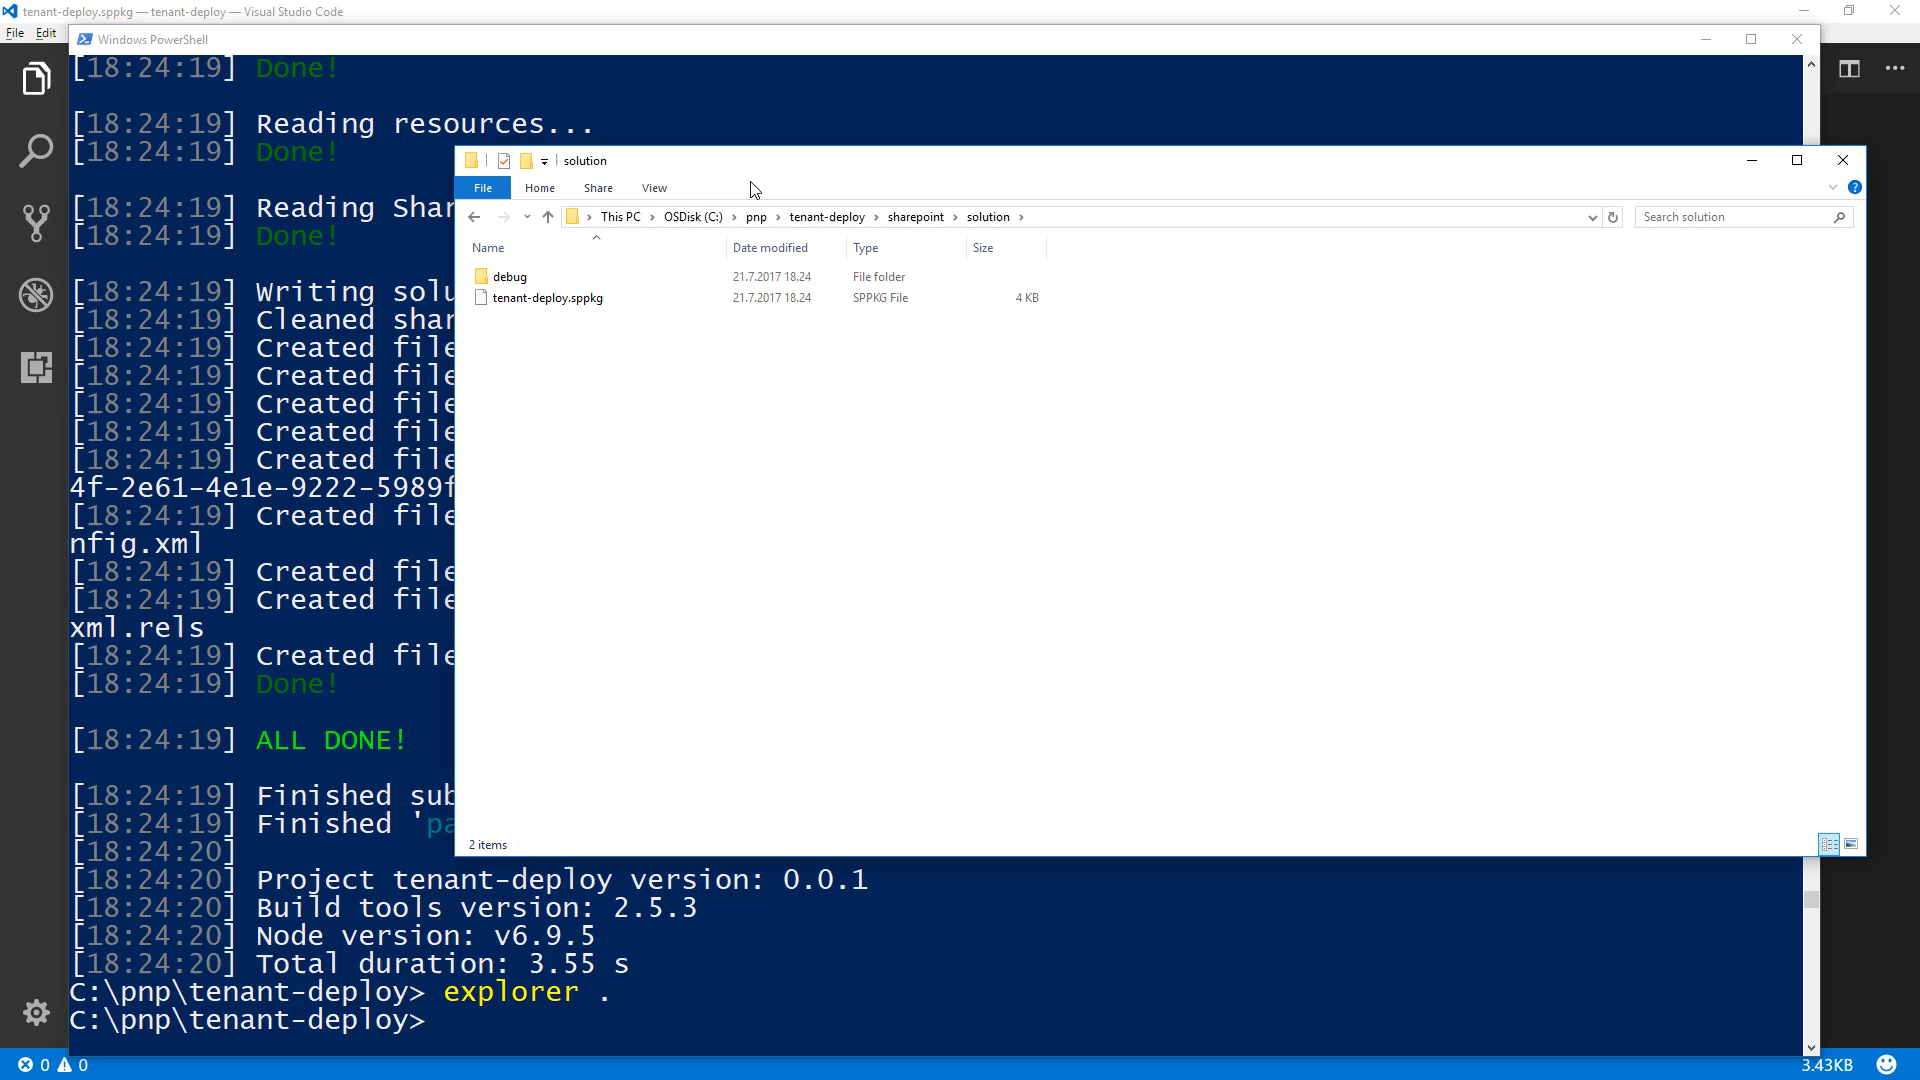 tenant-deploy.sppkg — tenant-deploy — Visual Studio Code
File Edit
Windows PowerShell
[18:24:19] Done!
[18:24:19] Reading resources...
[18:24:19] Done!
[18:24:19] Reading Shar
[18:24:19] Done!
[18:24:19] Writing solu
[18:24:19] Cleaned shar
[18:24:19] Created file
[18:24:19] Created file
[18:24:19] Created file
[18:24:19] Created file
[18:24:19] Created file
4f-2e61-4e1e-9222-5989f
[18:24:19] Created file
nfig.xml
[18:24:19] Created file
[18:24:19] Created file
xml.rels
[18:24:19] Created file
[18:24:19] Done!
[18:24:19] ALL DONE!
[18:24:19] Finished sub
[18:24:19] Finished 'pa
[18:24:20]
[18:24:20] Project tenant-deploy version: 0.0.1
[18:24:20] Build tools version: 2.5.3
[18:24:20] Node version: v6.9.5
[18:24:20] Total duration: 3.55 s
C:\pnp\tenant-deploy> explorer .
C:\pnp\tenant-deploy>
solution
File Home Share View
This PC > OSDisk (C:) > pnp > tenant-deploy > sharepoint > solution >
Search solution
Name Date modified Type Size
debug 21.7.2017 18.24 File folder
tenant-deploy.sppkg 21.7.2017 18.24 SPPKG File 4 KB
2 items
0 0
3.43KB